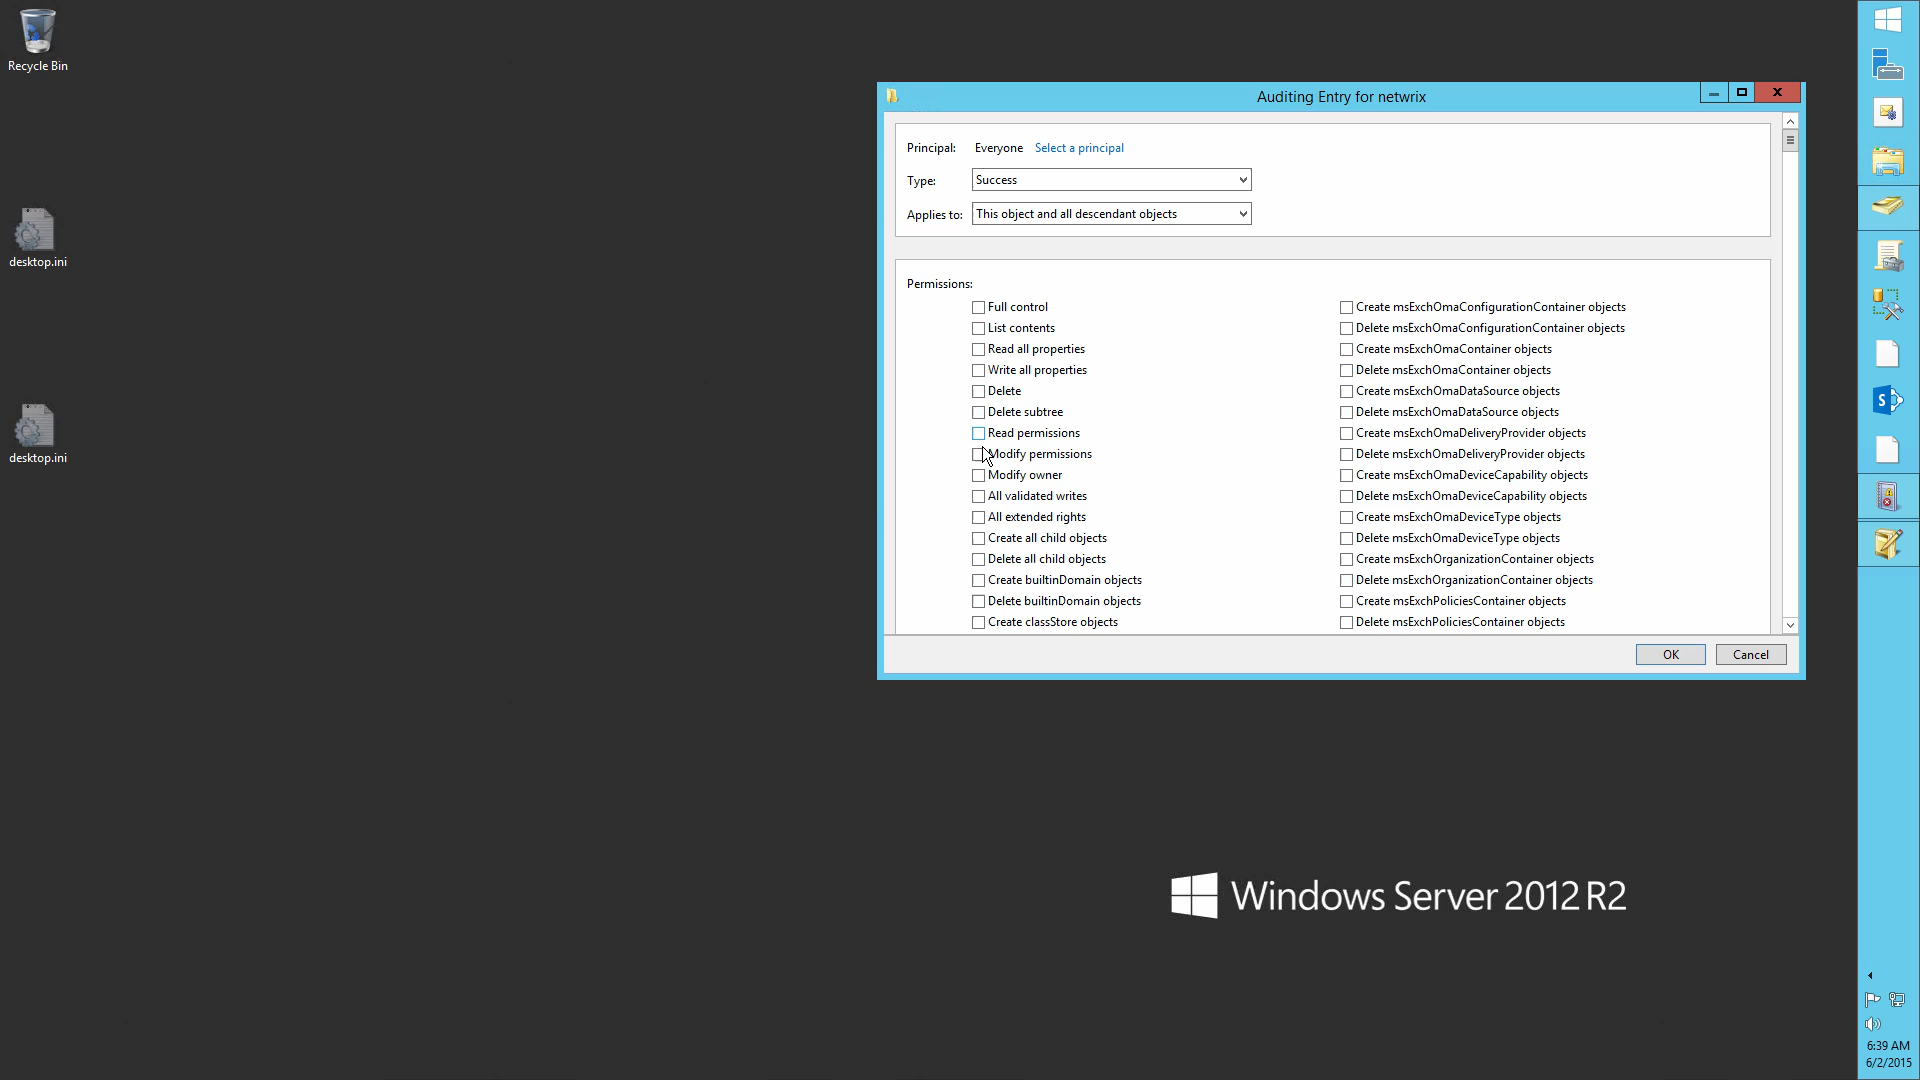 Recycle Bin
desktop.ini
desktop.ini
Auditing Entry for netwrix
Principal: Everyone Select a principal
Type: Success
Applies to: This object and all descendant objects
Permissions:
Full control
List contents
Read all properties
Write all properties
Delete
Delete subtree
Read permissions
Modify permissions
Modify owner
All validated writes
All extended rights
Create all child objects
Delete all child objects
Create builtinDomain objects
Delete builtinDomain objects
Create classStore objects
Create msExchOmaConfigurationContainer objects
Delete msExchOmaConfigurationContainer objects
Create msExchOmaContainer objects
Delete msExchOmaContainer objects
Create msExchOmaDataSource objects
Delete msExchOmaDataSource objects
Create msExchOmaDeliveryProvider objects
Delete msExchOmaDeliveryProvider objects
Create msExchOmaDeviceCapability objects
Delete msExchOmaDeviceCapability objects
Create msExchOmaDeviceType objects
Delete msExchOmaDeviceType objects
Create msExchOrganizationContainer objects
Delete msExchOrganizationContainer objects
Create msExchPoliciesContainer objects
Delete msExchPoliciesContainer objects
OK Cancel
Windows Server 2012 R2
S
6:39 AM
6/2/2015